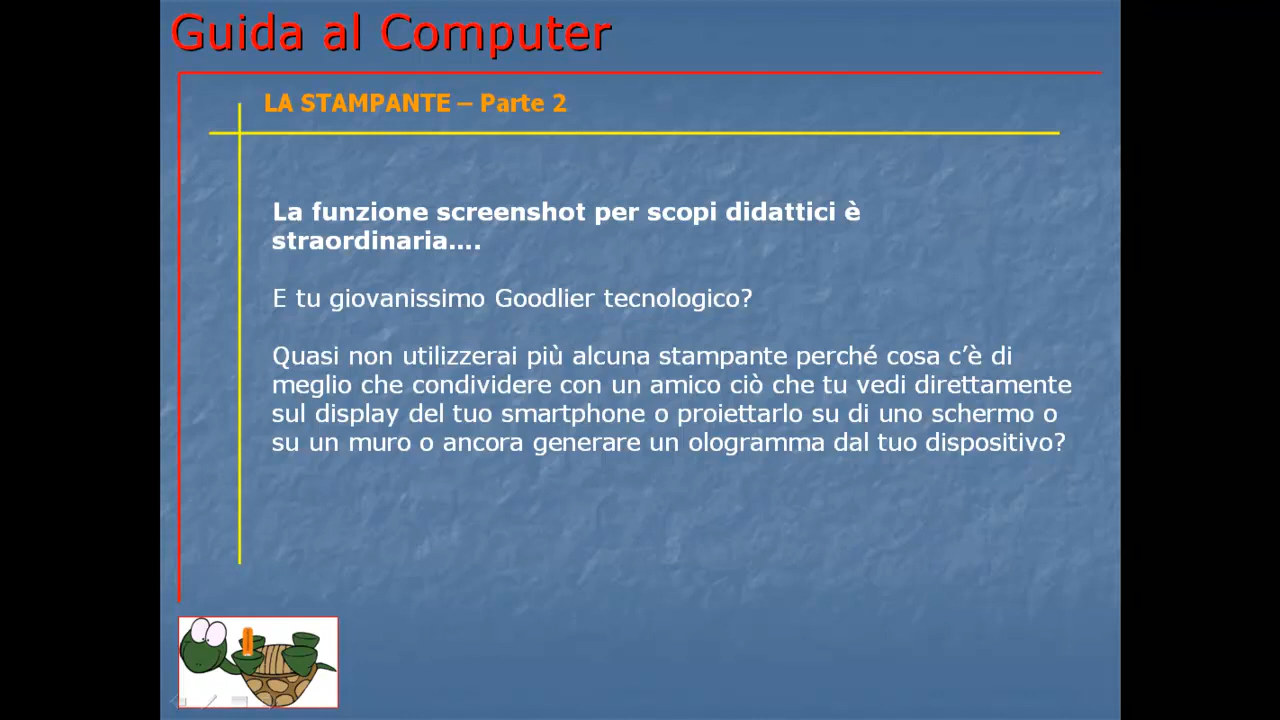 Guida al Computer
LA STAMPANTE – Parte 2
La funzione screenshot per scopi didattici è
straordinaria....
E tu giovanissimo Goodlier tecnologico?
Quasi non utilizzerai più alcuna stampante perché cosa c’è di
meglio che condividere con un amico ciò che tu vedi direttamente
sul display del tuo smartphone o proiettarlo su di uno schermo o
su un muro o ancora generare un ologramma dal tuo dispositivo?